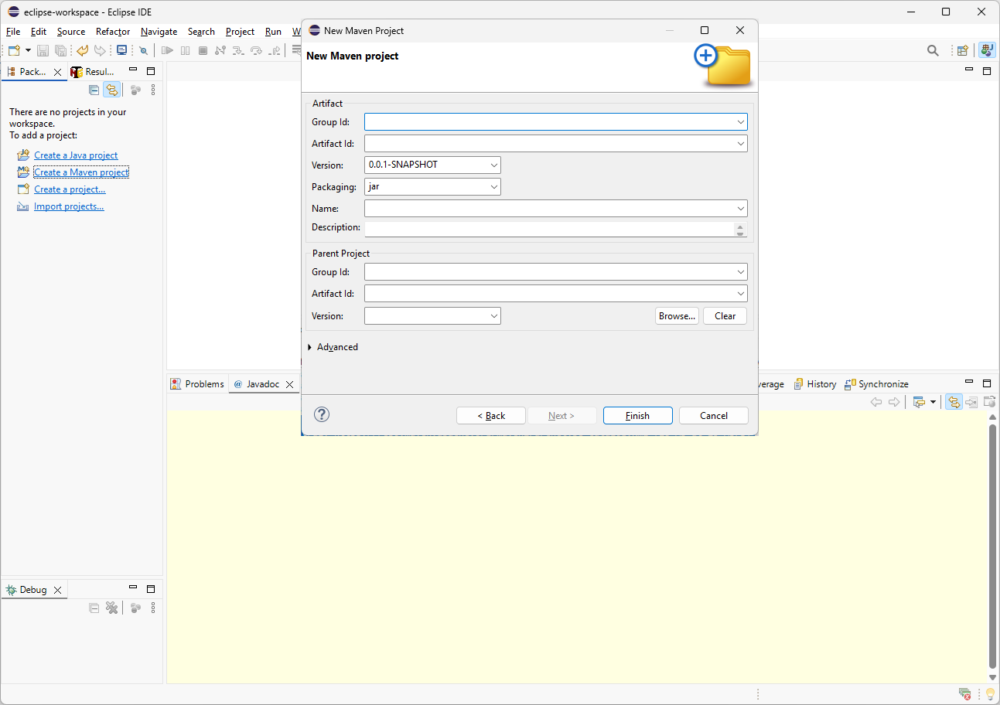 eclipse-workspace - Eclipse IDE
File Edit Source Refactor Navigate Search Project Run
New Maven Project
New Maven project
Pack...
Resul...
There are no projects in your
workspace.
To add a project:
Create a Java project
Create a Maven project
Create a project...
Import projects...
Artifact
Group Id:
Artifact Id:
Version: 0.0.1-SNAPSHOT
Packaging: jar
Name:
Description:
Parent Project
Group Id:
Artifact Id:
Version:
Browse... Clear
Advanced
< Back Next > Finish Cancel
Problems @ Javadoc
History Synchronize
Debug